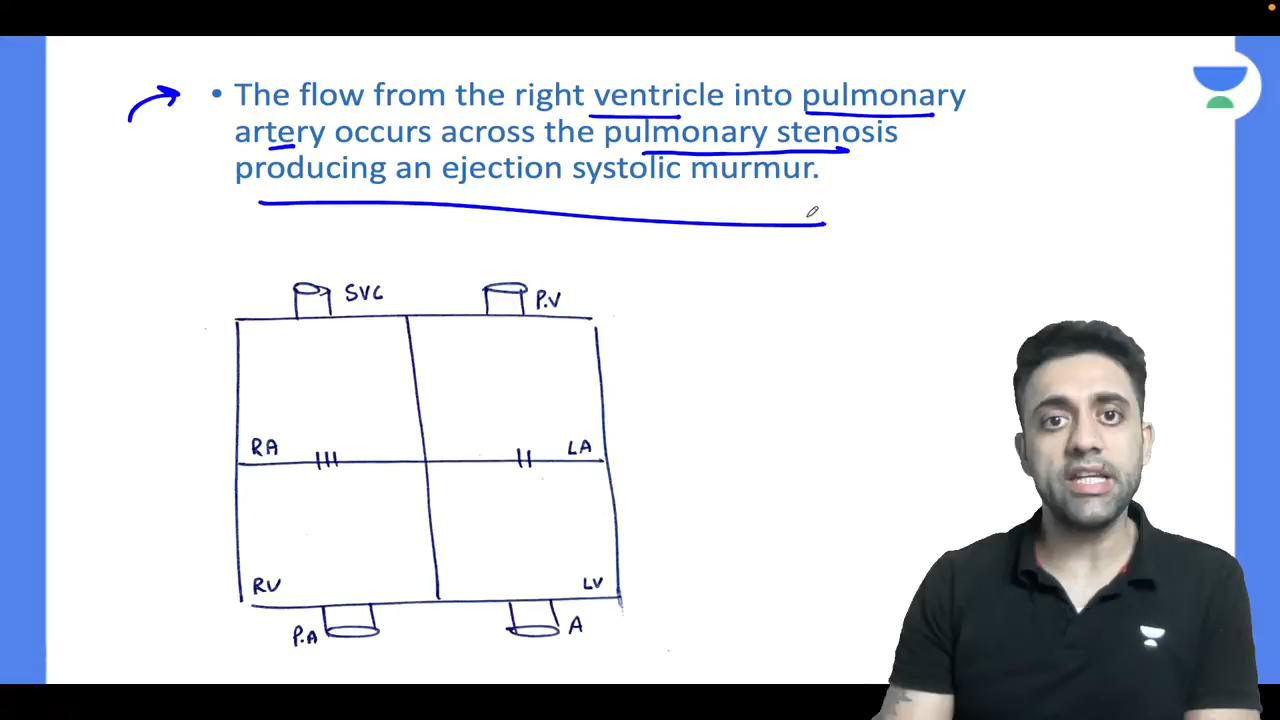 • The flow from the right ventricle into pulmonary
artery occurs across the pulmonary stenosis
producing an ejection systolic murmur.
SVC P.V
RA LA
RV LV
P.A A